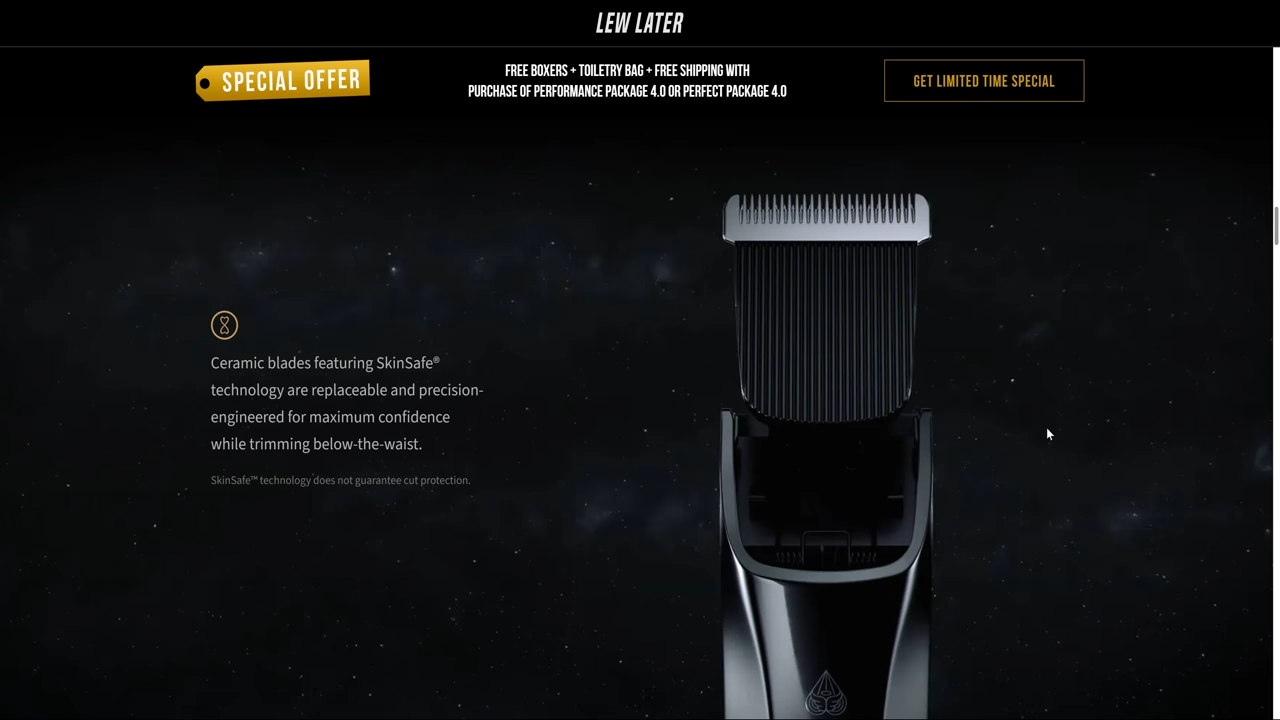 LEW LATER
SPECIAL OFFER
FREE BOXERS + TOILETRY BAG + FREE SHIPPING WITH
PURCHASE OF PERFORMANCE PACKAGE 4.0 OR PERFECT PACKAGE 4.0
GET LIMITED TIME SPECIAL
Ceramic blades featuring SkinSafe®
technology are replaceable and precision-
engineered for maximum confidence
while trimming below-the-waist.
SkinSafe™ technology does not guarantee cut protection.